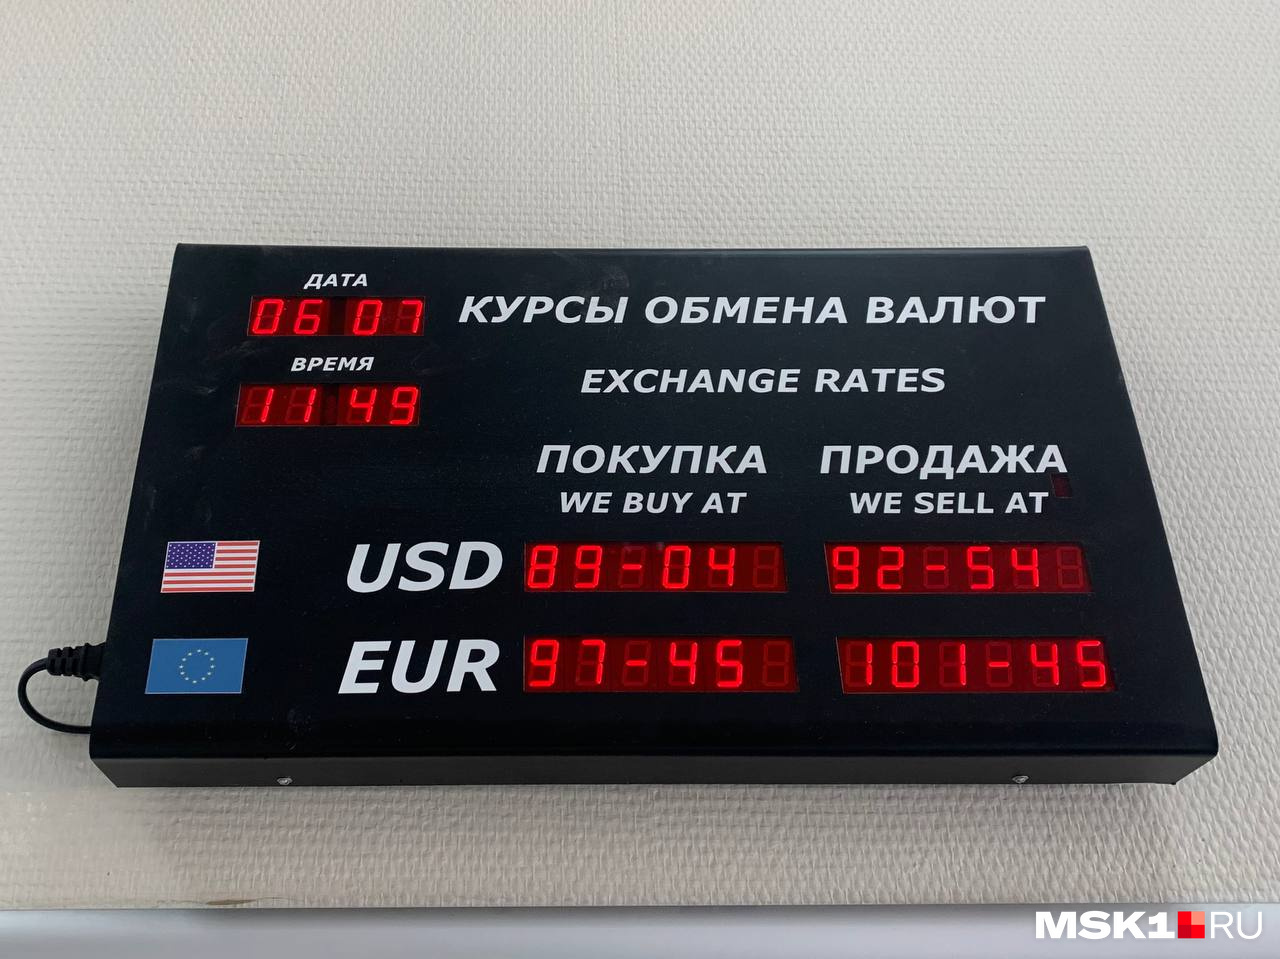 ДАТА
06 07
КУРСЫ ОБМЕНА ВАЛЮТ
ВРЕМЯ
11 49
EXCHANGE RATES
ПОКУПКА ПРОДАЖА
WE BUY AT WE SELL AT
USD 89-04 92-54
EUR 97-45 101-45
MSK1.RU